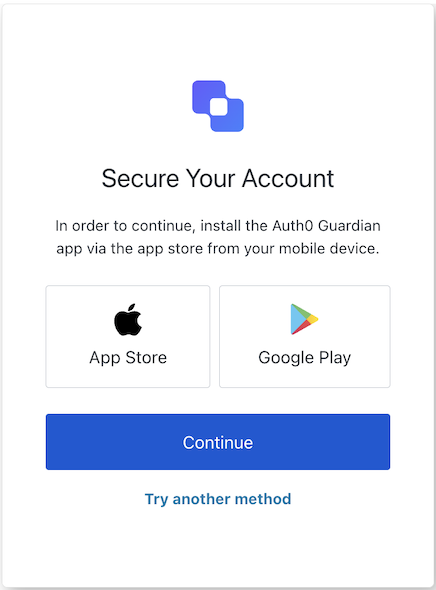 Secure Your Account
In order to continue, install the Auth0 Guardian
app via the app store from your mobile device.
App Store
Google Play
Continue
Try another method